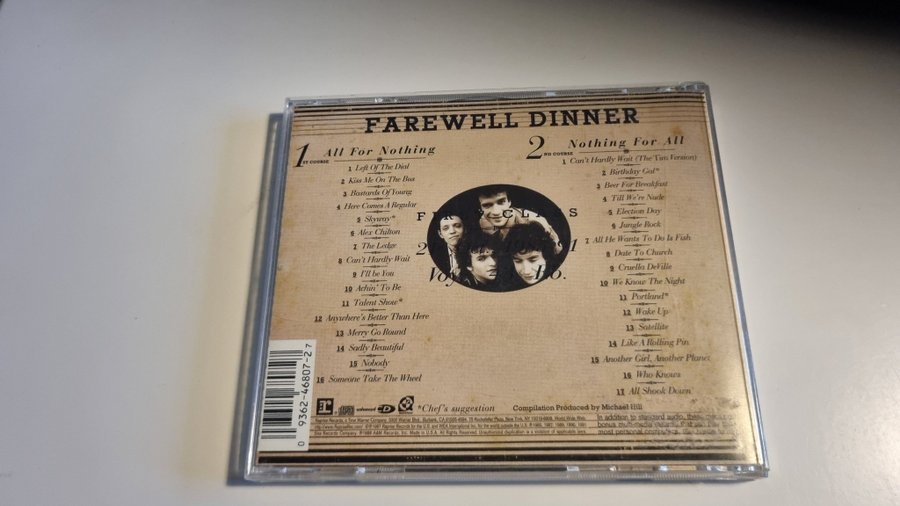 FAREWELL DINNER
1ST COURSE All For Nothing
1 Left Of The Dial
2 Kiss Me On The Bus
3 Bastards Of Young
4 Here Comes A Regular
5 Skyway*
6 Alex Chilton
7 The Ledge
8 Can't Hardly Wait
9 I'll be You
10 Achin' To Be
11 Talent Show*
12 Anywhere's Better Than Here
13 Merry Go Round
14 Sadly Beautiful
15 Nobody
16 Someone Take The Wheel
2ND COURSE Nothing For All
1 Can't Hardly Wait (The Tim Version)
2 Birthday Gal*
3 Beer For Breakfast
4 Till We're Nude
5 Election Day
6 Jungle Rock
7 All He Wants To Do Is Fish
8 Date To Church
9 Cruella DeVille
10 We Know The Night
11 Portland*
12 Wake Up
13 Satellite
14 Like A Rolling Pin
15 Another Girl, Another Planet
16 Who Knows
17 All Shook Down
*Chef's suggestion
Compilation Produced by Michael Hill
0 9362-46807-2 7